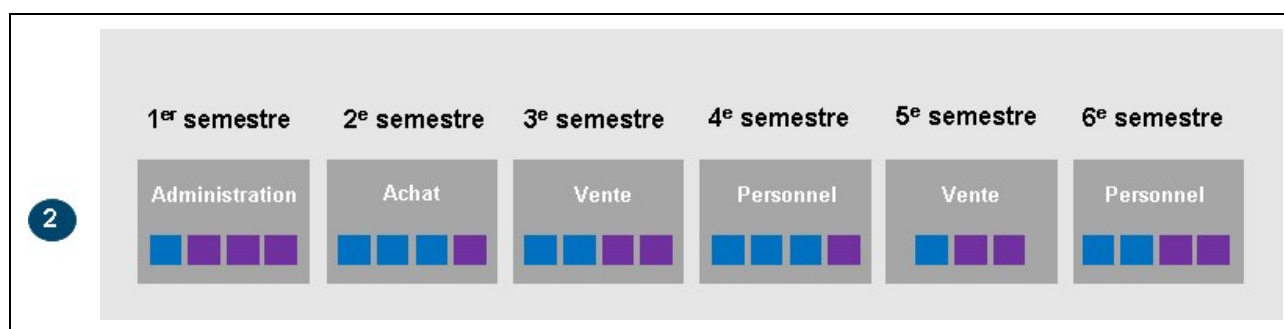 1er semestre 2e semestre 3e semestre 4e semestre 5e semestre 6e semestre
Administration Achat Vente Personnel Vente Personnel
2